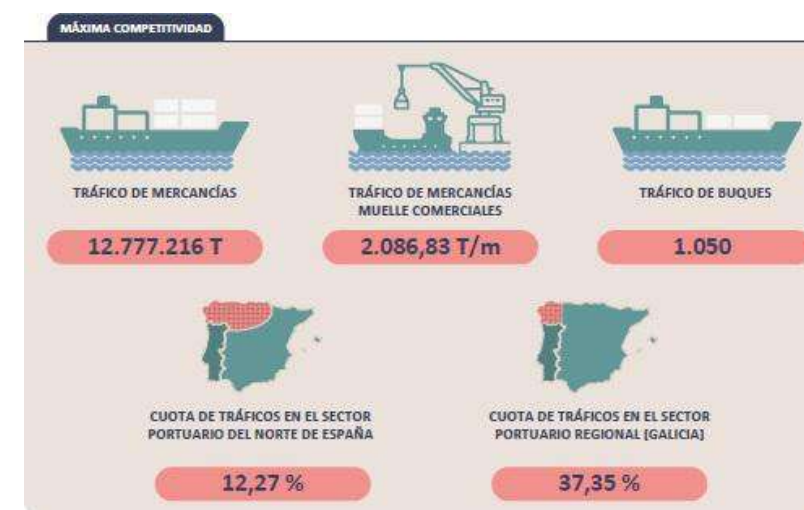 MÁXIMA COMPETITIVIDAD
TRÁFICO DE MERCANCÍAS
12.777.216 T
TRÁFICO DE MERCANCÍAS
MUELLE COMERCIALES
2.086,83 T/m
TRÁFICO DE BUQUES
1.050
CUOTA DE TRÁFICOS EN EL SECTOR
PORTUARIO DEL NORTE DE ESPAÑA
12,27 %
CUOTA DE TRÁFICOS EN EL SECTOR
PORTUARIO REGIONAL [GALICIA]
37,35 %